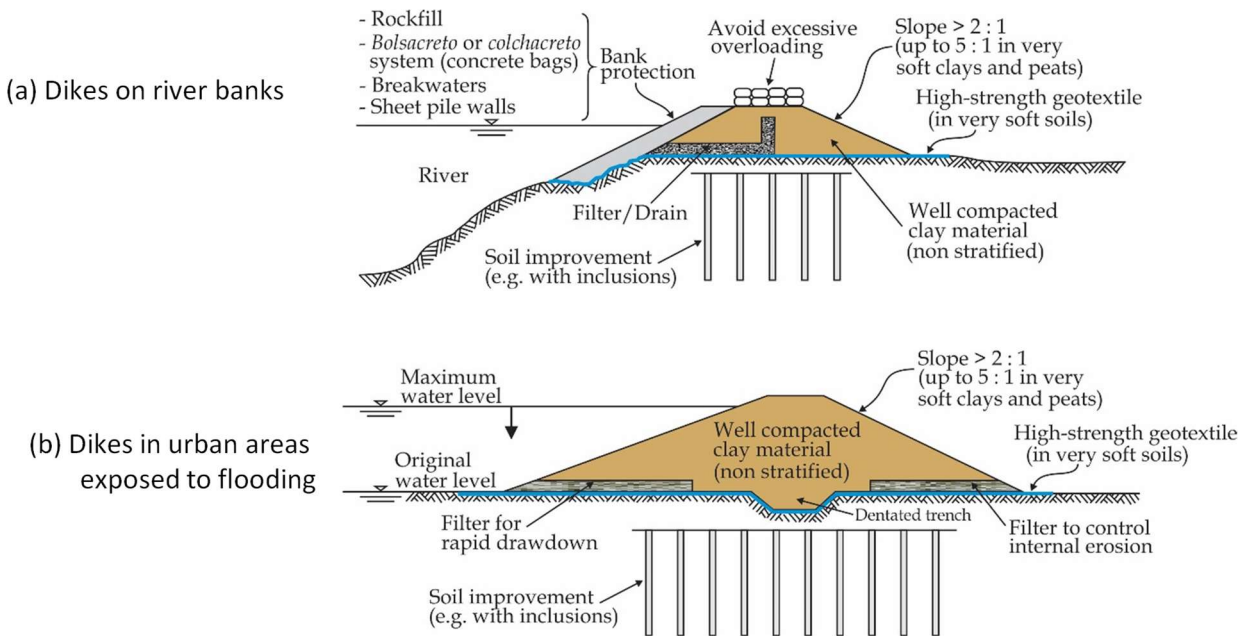 (a) Dikes on river banks
- Rockfill
- Bolsacreto or colchacreto
system (concrete bags)
- Breakwaters
- Sheet pile walls
Bank
protection
Avoid excessive
overloading
Slope > 2 : 1
(up to 5 : 1 in very
soft clays and peats)
High-strength geotextile
(in very soft soils)
River
Filter/Drain
Soil improvement
(e.g. with inclusions)
Well compacted
clay material
(non stratified)
(b) Dikes in urban areas
exposed to flooding
Maximum
water level
Original
water level
Well compacted
clay material
(non stratified)
Slope > 2 : 1
(up to 5 : 1 in very
soft clays and peats)
High-strength geotextile
(in very soft soils)
Filter for
rapid drawdown
Dentated trench
Filter to control
internal erosion
Soil improvement
(e.g. with inclusions)